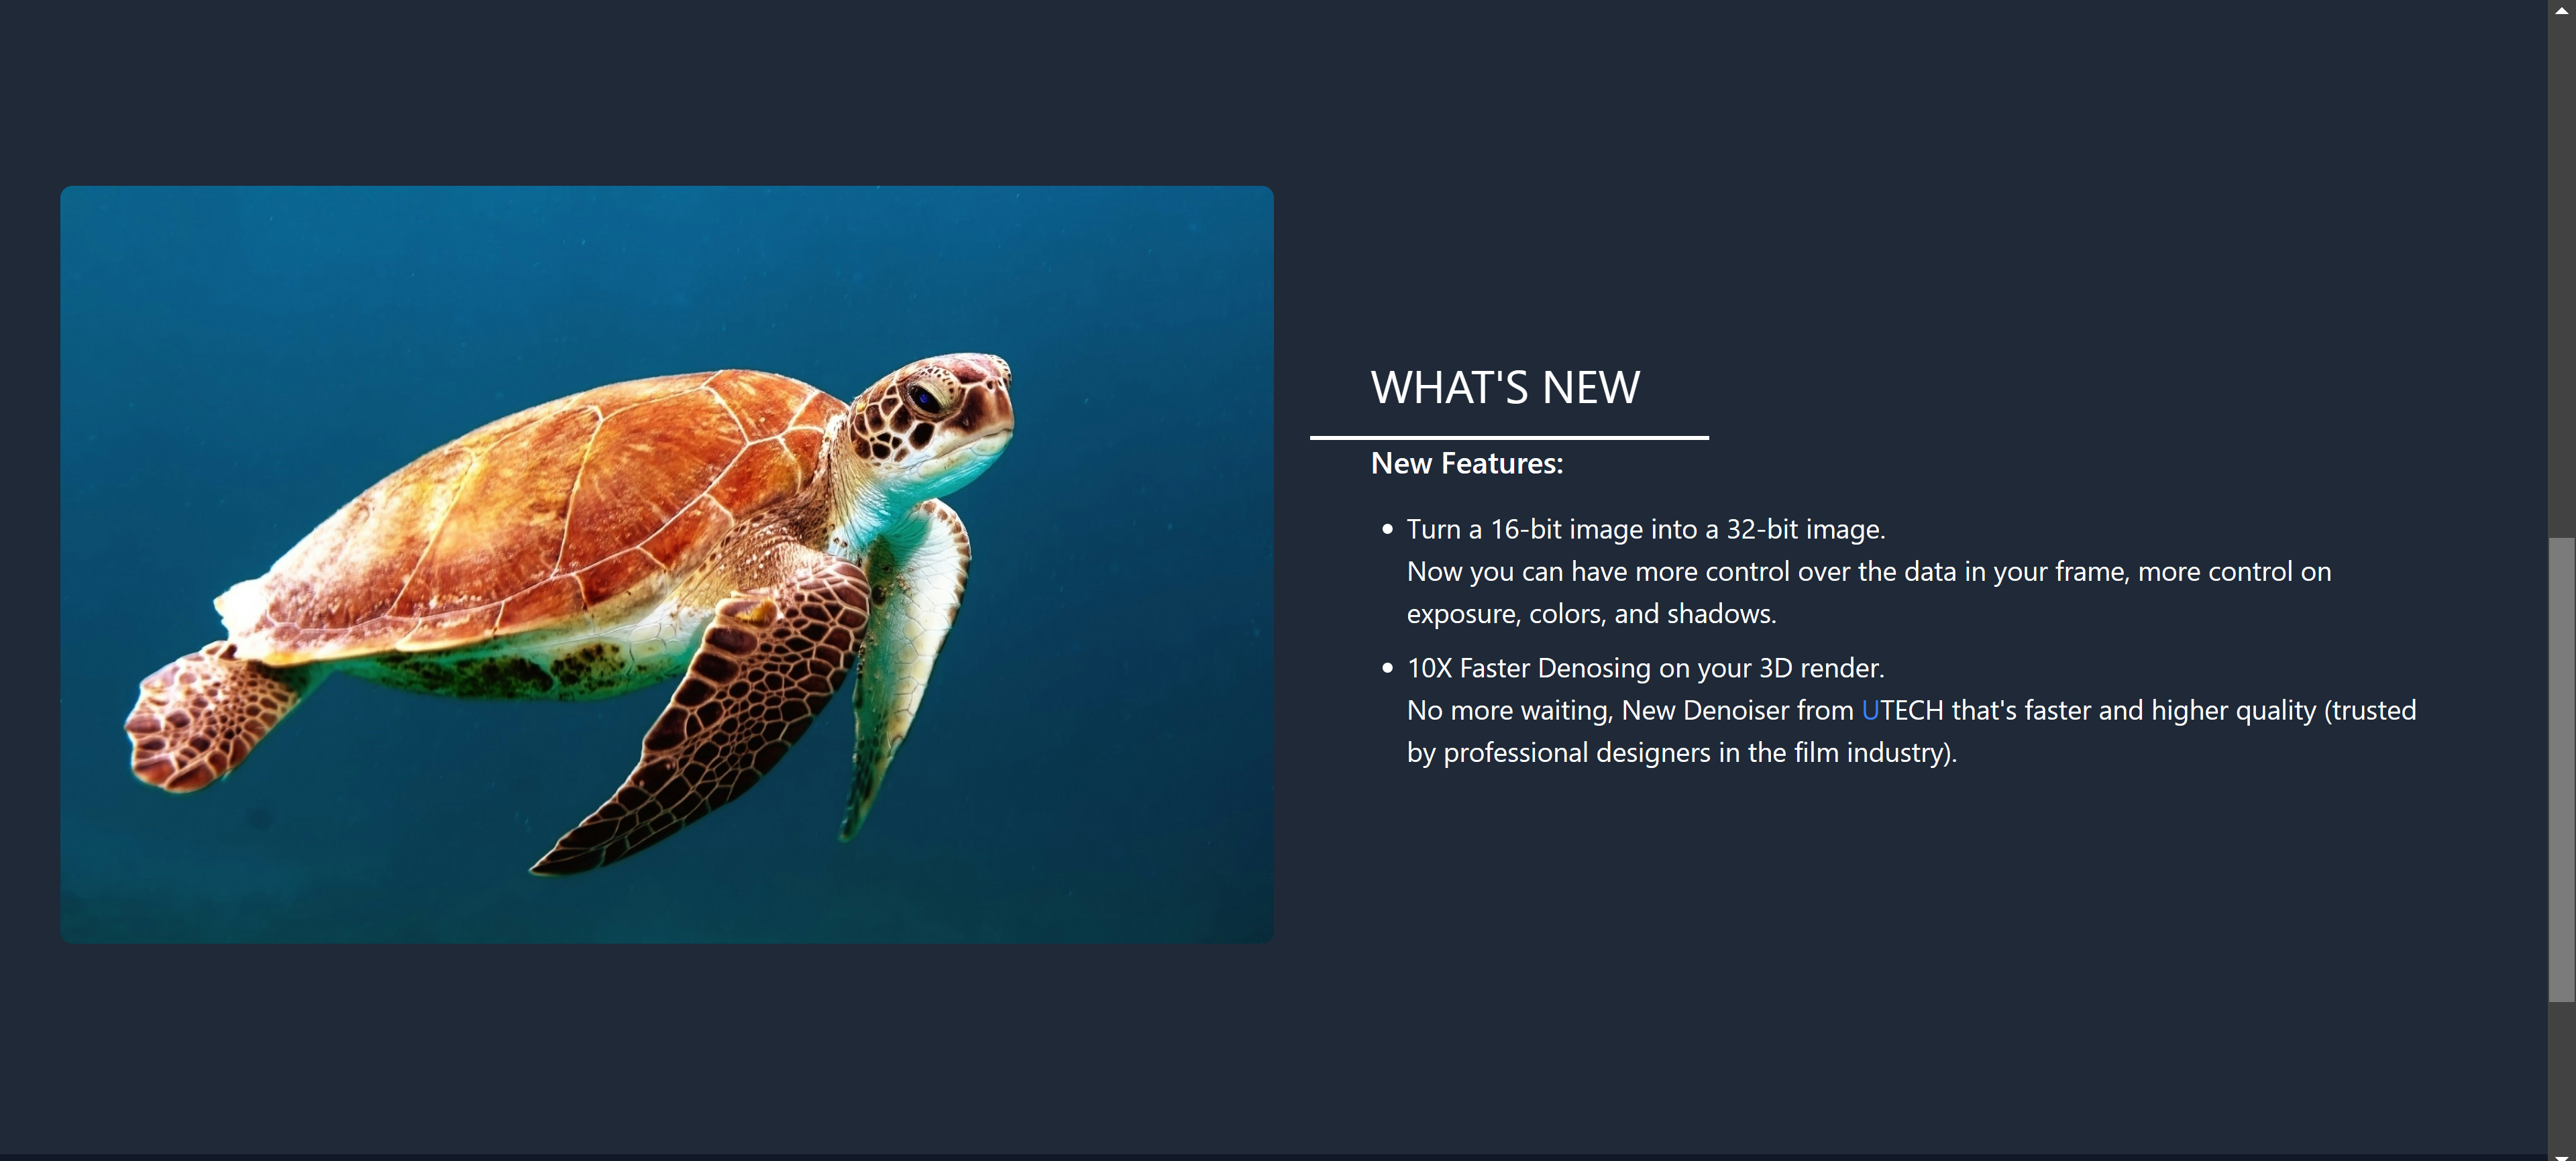 WHAT'S NEW
New Features:
Turn a 16-bit image into a 32-bit image.
Now you can have more control over the data in your frame, more control on
exposure, colors, and shadows.
10X Faster Denosing on your 3D render.
No more waiting, New Denoiser from UTECH that's faster and higher quality (trusted
by professional designers in the film industry).